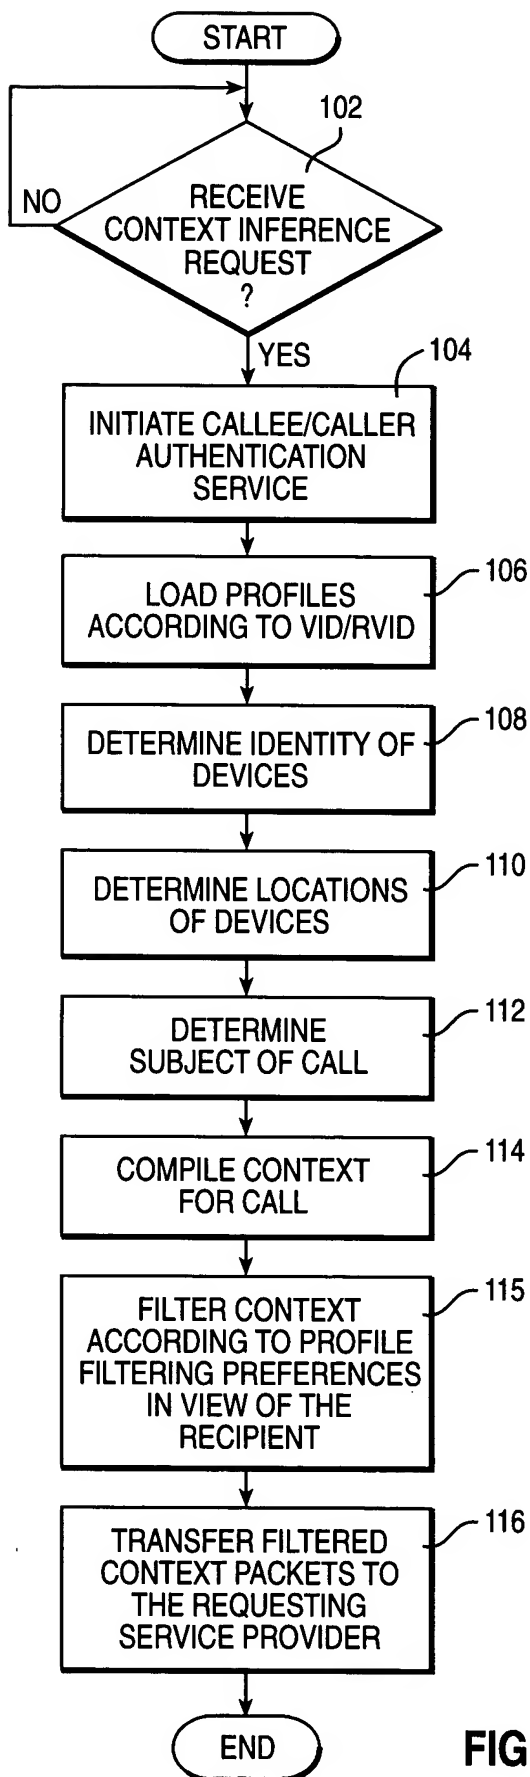 START
102
RECEIVE
CONTEXT INFERENCE
REQUEST
?
NO
YES
104
INITIATE CALLEE/CALLER
AUTHENTICATION
SERVICE
106
LOAD PROFILES
ACCORDING TO VID/RVID
108
DETERMINE IDENTITY OF
DEVICES
110
DETERMINE LOCATIONS
OF DEVICES
112
DETERMINE
SUBJECT OF CALL
114
COMPILE CONTEXT
FOR CALL
115
FILTER CONTEXT
ACCORDING TO PROFILE
FILTERING PREFERENCES
IN VIEW OF THE
RECIPIENT
116
TRANSFER FILTERED
CONTEXT PACKETS TO
THE REQUESTING
SERVICE PROVIDER
END
FIG